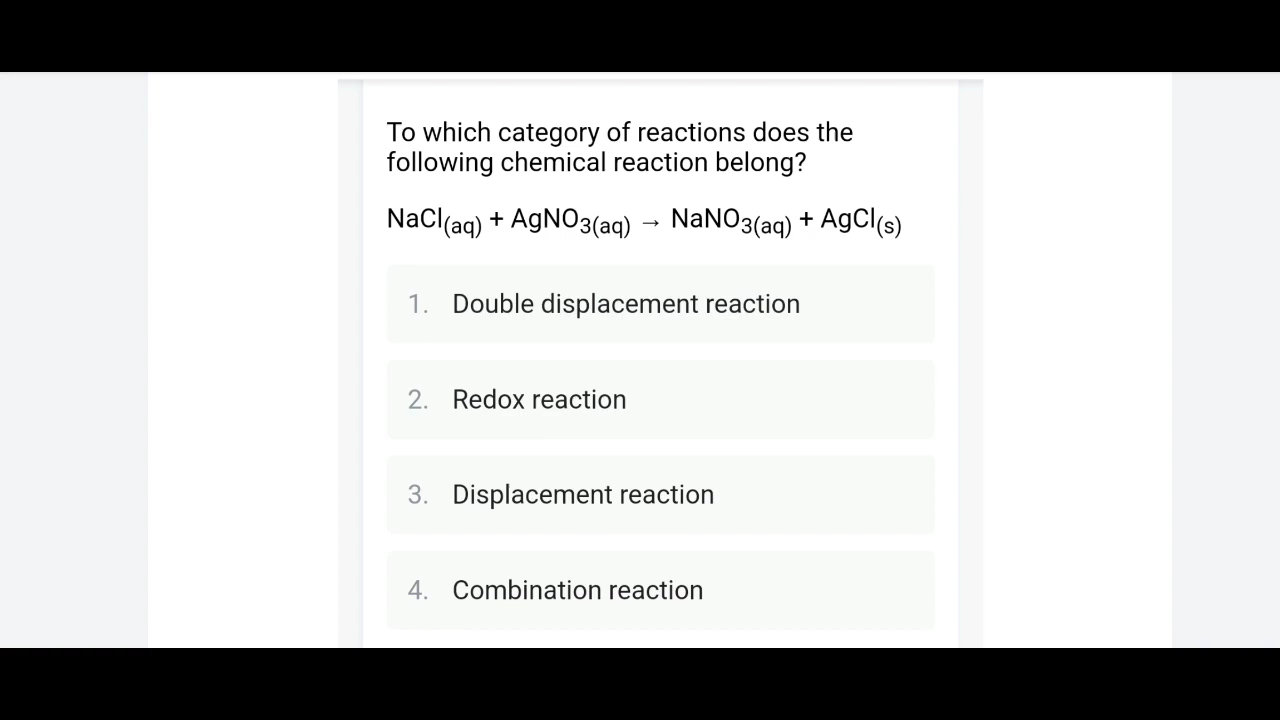 To which category of reactions does the
following chemical reaction belong?
NaCl(aq) + AgNO3(aq) → NaNO3(aq) + AgCl(s)
1. Double displacement reaction
2. Redox reaction
3. Displacement reaction
4. Combination reaction